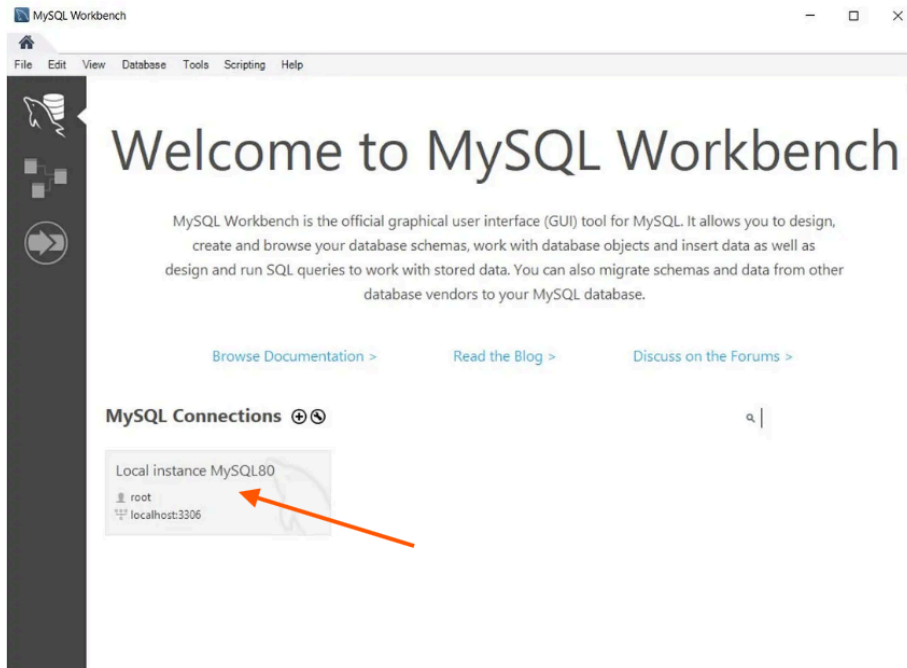 MySQL Workbench
File Edit View Database Tools Scripting Help
Welcome to MySQL Workbench
MySQL Workbench is the official graphical user interface (GUI) tool for MySQL. It allows you to design,
create and browse your database schemas, work with database objects and insert data as well as
design and run SQL queries to work with stored data. You can also migrate schemas and data from other
database vendors to your MySQL database.
Browse Documentation > Read the Blog > Discuss on the Forums >
MySQL Connections
Local instance MySQL80
root
localhost:3306